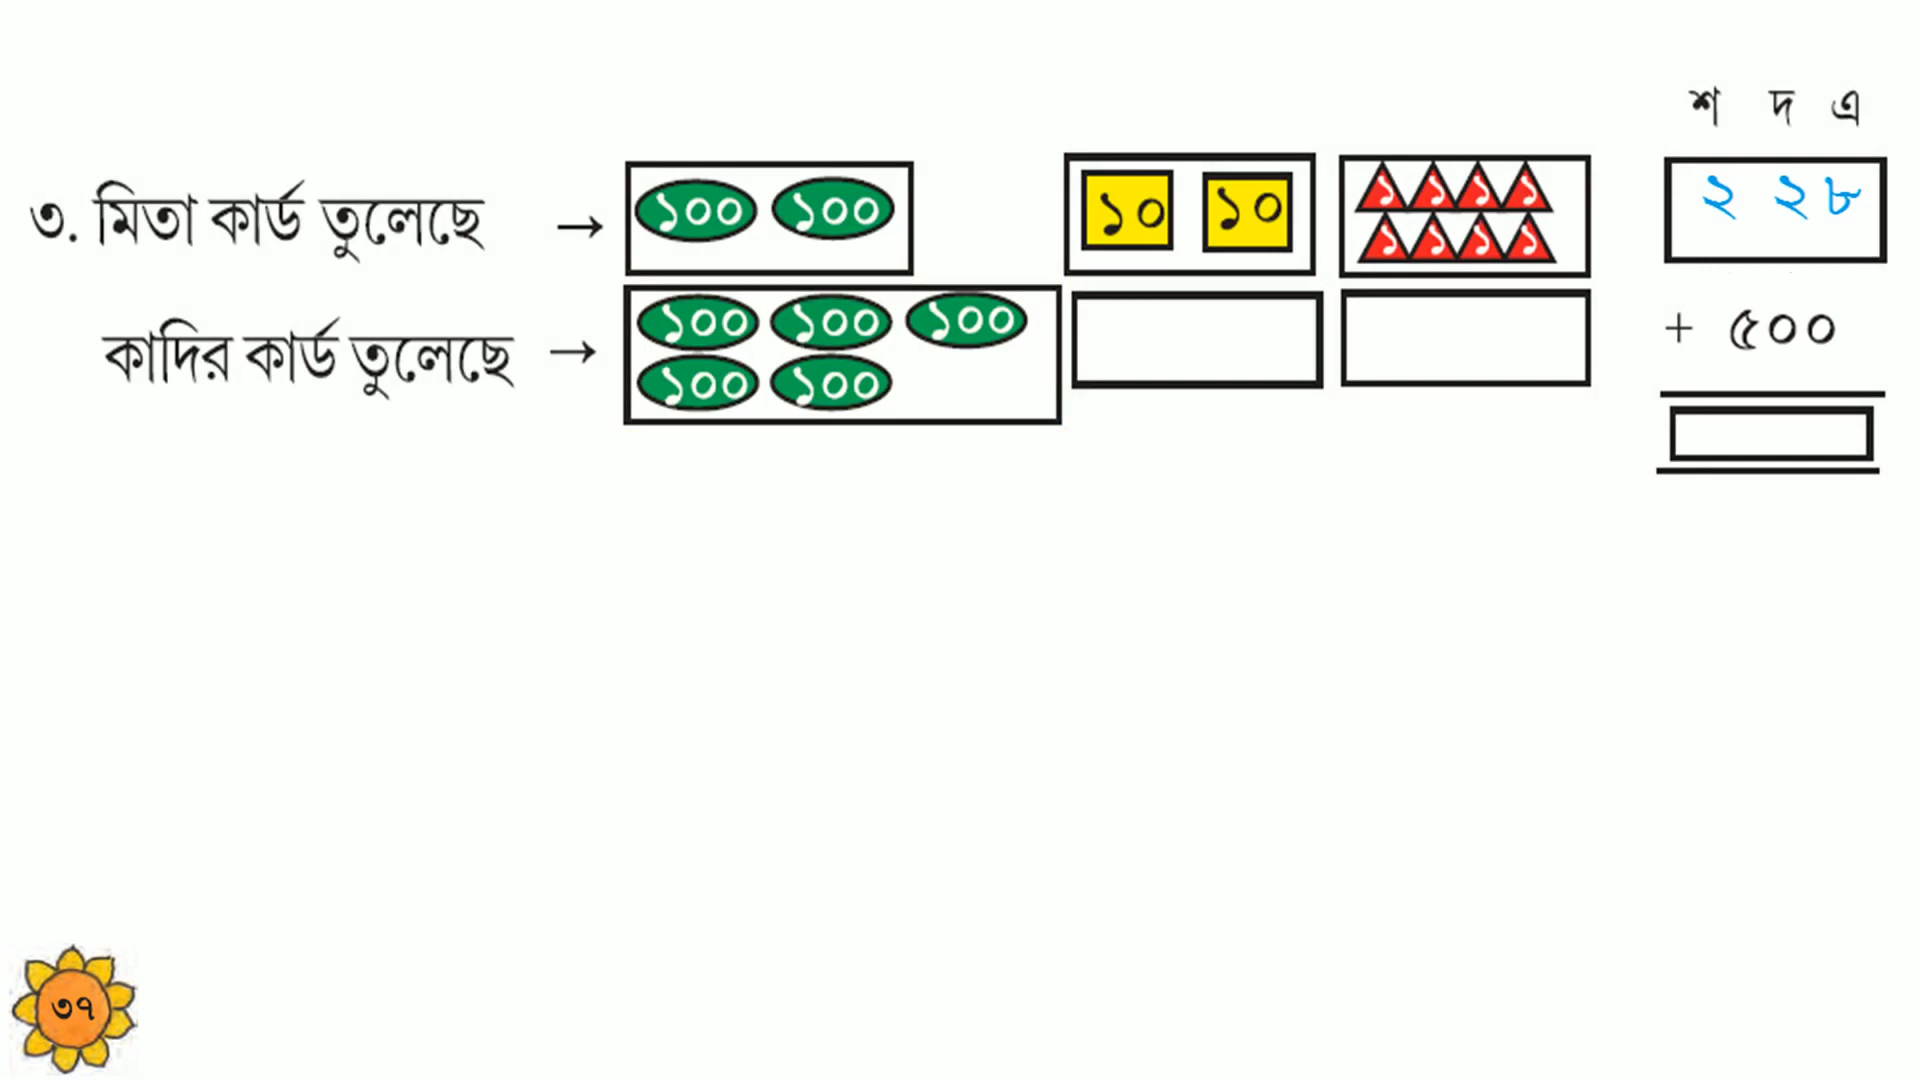 শ দ এ
৩. মিতা কার্ড তুলেছে → ১০০ ১০০ ১০ ১০ ১ ১ ১ ১ ২ ২ ৮
১ ১ ১ ১
কাদির কার্ড তুলেছে → ১০০ ১০০ ১০০ + ৫০০
১০০ ১০০
৩৭